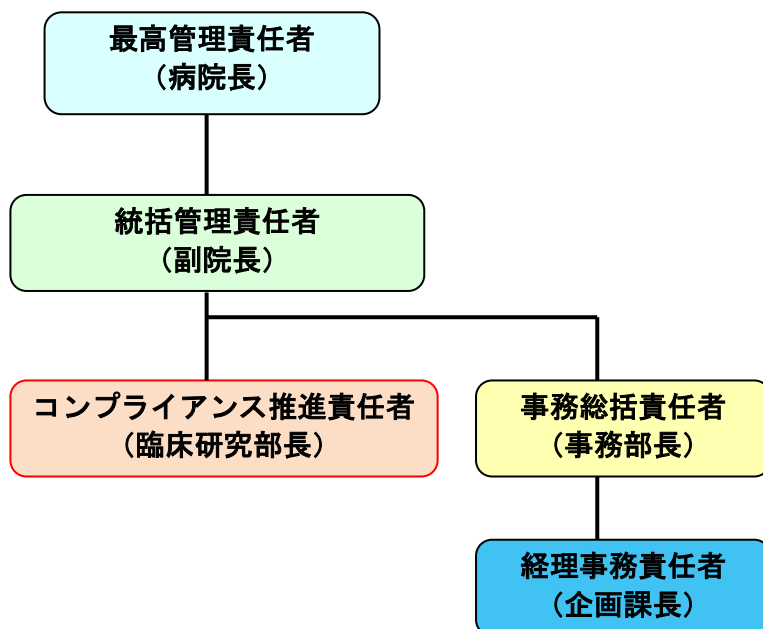 最高管理責任者
（病院長）
統括管理責任者
（副院長）
コンプライアンス推進責任者
（臨床研究部長）
事務総括責任者
（事務部長）
経理事務責任者
（企画課長）